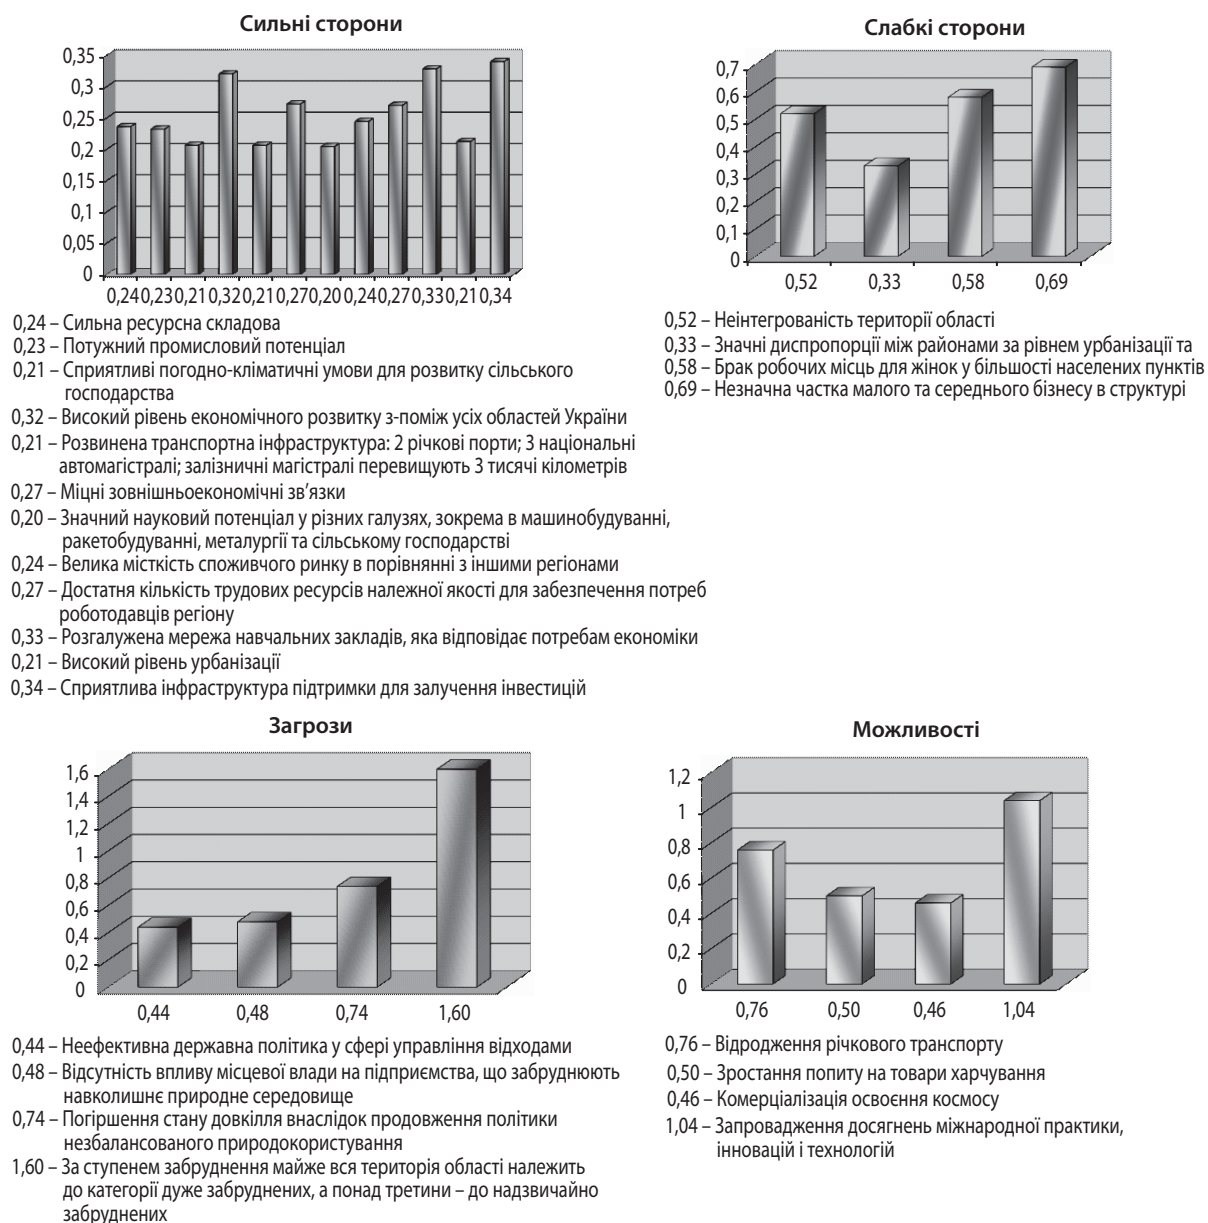 Сильні сторони
0,35
0,3
0,25
0,2
0,15
0,1
0,05
0
0,24 0,23 0,21 0,32 0,21 0,27 0,20 0,24 0,27 0,33 0,21 0,34
0,24 – Сильна ресурсна складова
0,23 – Потужний промисловий потенціал
0,21 – Сприятливі погодно-кліматичні умови для розвитку сільського
господарства
0,32 – Високий рівень економічного розвитку з-поміж усіх областей України
0,21 – Розвинена транспортна інфраструктура: 2 річкові порти; 3 національні
автомагістралі; залізничні магістралі перевищують 3 тисячі кілометрів
0,27 – Міцні зовнішньоекономічні зв’язки
0,20 – Значний науковий потенціал у різних галузях, зокрема в машинобудуванні,
ракетобудуванні, металургії та сільському господарстві
0,24 – Велика місткість споживчого ринку в порівнянні з іншими регіонами
0,27 – Достатня кількість трудових ресурсів належної якості для забезпечення потреб
роботодавців регіону
0,33 – Розгалужена мережа навчальних закладів, яка відповідає потребам економіки
0,21 – Високий рівень урбанізації
0,34 – Сприятлива інфраструктура підтримки для залучення інвестицій
Слабкі сторони
0,7
0,6
0,5
0,4
0,3
0,2
0,1
0
0,52 0,33 0,58 0,69
0,52 – Неінтегрованість території області
0,33 – Значні диспропорції між районами за рівнем урбанізації та
0,58 – Брак робочих місць для жінок у більшості населених пунктів
0,69 – Незначна частка малого та середнього бізнесу в структурі
Загрози
1,6
1,4
1,2
1
0,8
0,6
0,4
0,2
0
0,44 0,48 0,74 1,60
0,44 – Неефективна державна політика у сфері управління відходами
0,48 – Відсутність впливу місцевої влади на підприємства, що забруднюють
навколишнє природне середовище
0,74 – Погіршення стану довкілля внаслідок продовження політики
незбалансованого природокористування
1,60 – За ступенем забруднення майже вся територія області належить
до категорії дуже забруднених, а понад третини – до надзвичайно
забруднених
Можливості
1,2
1
0,8
0,6
0,4
0,2
0
0,76 0,50 0,46 1,04
0,76 – Відродження річкового транспорту
0,50 – Зростання попиту на товари харчування
0,46 – Комерціалізація освоєння космосу
1,04 – Запровадження досягнень міжнародної практики,
інновацій і технологій